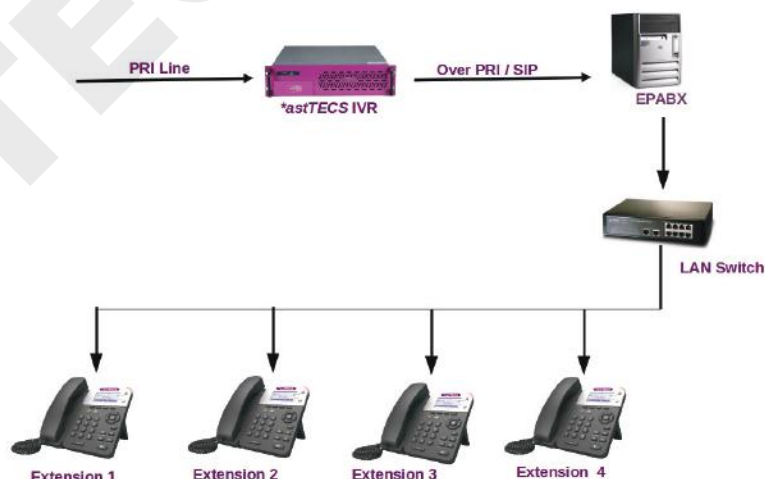 PRI Line
Over PRI / SIP
*astTECS IVR
EPABX
LAN Switch
Extension 1
Extension 2
Extension 3
Extension 4